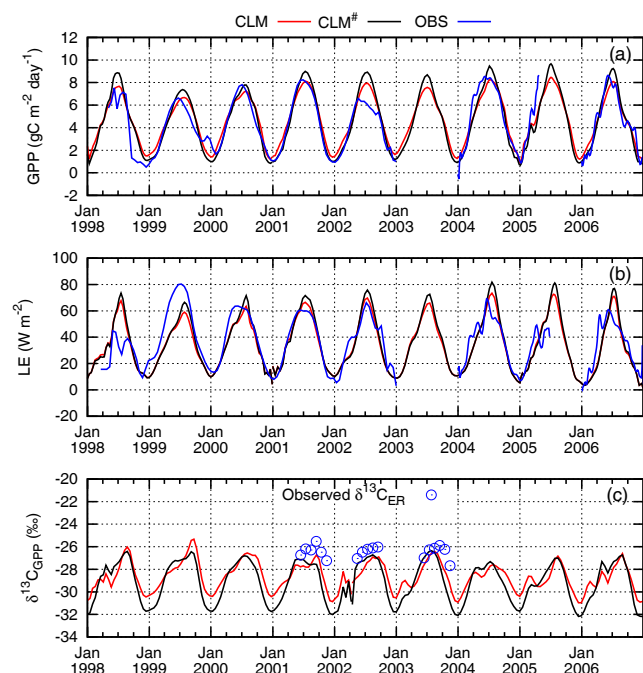 CLM CLM# OBS
(a)
12
10
8
6
4
2
0
-2
GPP (gC m-2 day-1)
Jan Jan Jan Jan Jan Jan Jan Jan Jan
1998 1999 2000 2001 2002 2003 2004 2005 2006
(b)
100
80
60
40
20
0
-20
LE (W m-2)
Jan Jan Jan Jan Jan Jan Jan Jan Jan
1998 1999 2000 2001 2002 2003 2004 2005 2006
Observed δ13CER
(c)
-20
-22
-24
-26
-28
-30
-32
-34
δ13CGPP (‰)
Jan Jan Jan Jan Jan Jan Jan Jan Jan
1998 1999 2000 2001 2002 2003 2004 2005 2006